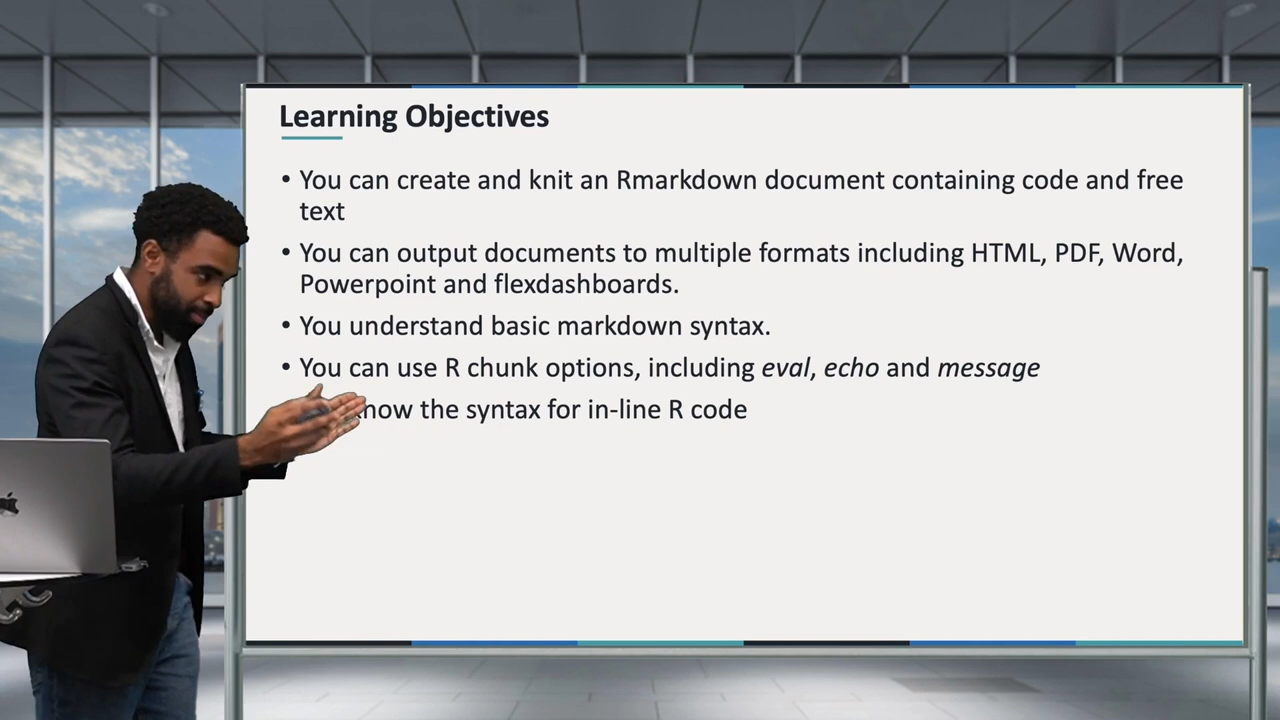 Learning Objectives
• You can create and knit an Rmarkdown document containing code and free
text
• You can output documents to multiple formats including HTML, PDF, Word,
Powerpoint and flexdashboards.
• You understand basic markdown syntax.
• You can use R chunk options, including eval, echo and message
the syntax for in-line R code